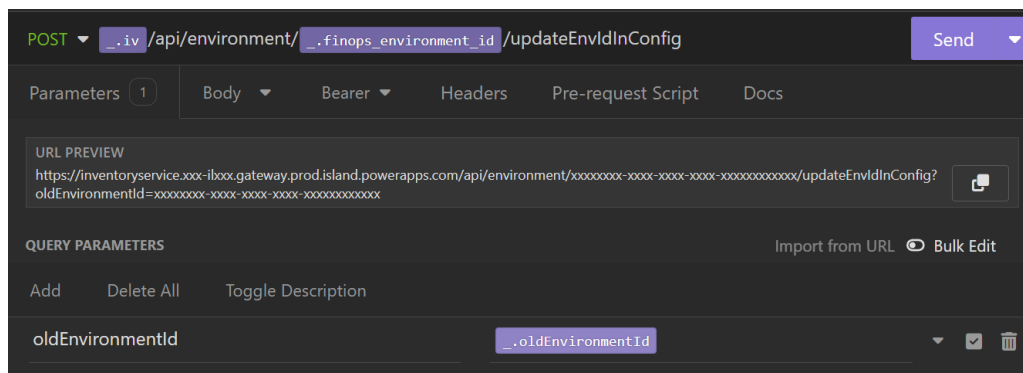 POST _.iv /api/environment/ _.finops_environment_id /updateEnvIdInConfig Send
Parameters 1 Body Bearer Headers Pre-request Script Docs
URL PREVIEW
https://inventoryservice.xxx-ilxxx.gateway.prod.island.powerapps.com/api/environment/xxxxxxxx-xxxx-xxxx-xxxx-xxxxxxxxxxxx/updateEnvIdInConfig?
oldEnvironmentId=xxxxxxxx-xxxx-xxxx-xxxx-xxxxxxxxxxxx
QUERY PARAMETERS Import from URL Bulk Edit
Add Delete All Toggle Description
oldEnvironmentId _.oldEnvironmentId